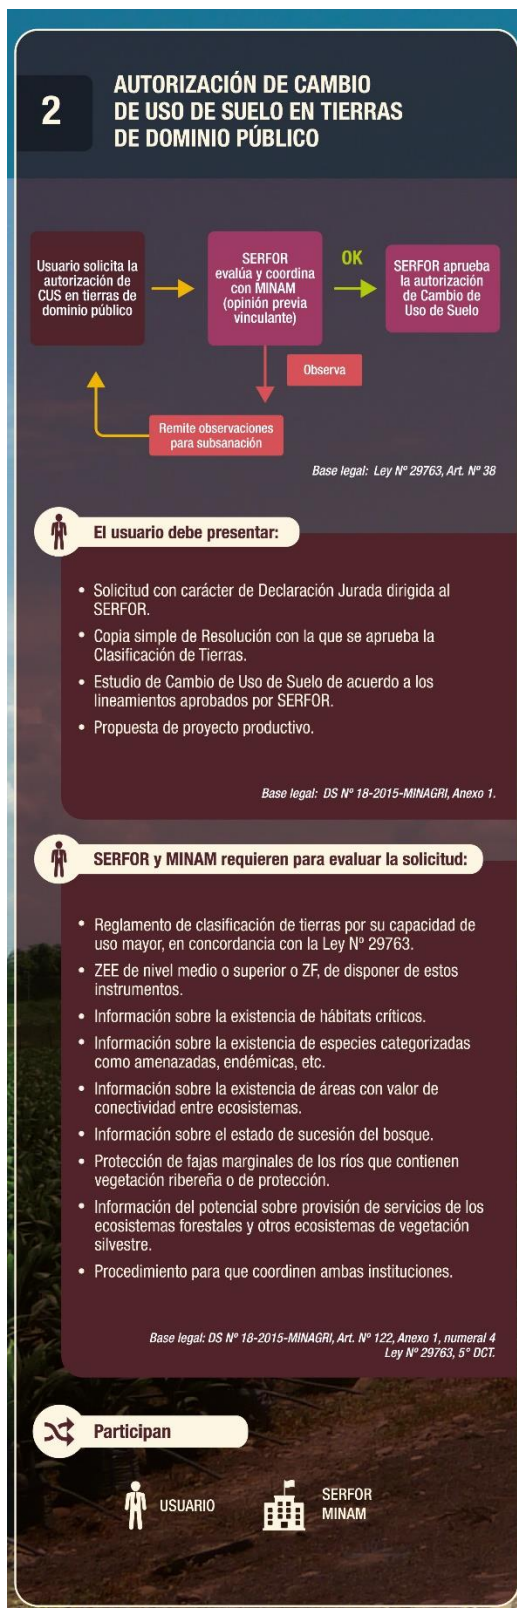 2
AUTORIZACIÓN DE CAMBIO
DE USO DE SUELO EN TIERRAS
DE DOMINIO PÚBLICO
Usuario solicita la
autorización de
CUS en tierras de
dominio público
SERFOR
evalúa y coordina
con MINAM
(opinión previa
vinculante)
OK
SERFOR aprueba
la autorización
de Cambio de
Uso de Suelo
Observa
Remite observaciones
para subsanación
Base legal: Ley Nº 29763, Art. Nº 38
El usuario debe presentar:
• Solicitud con carácter de Declaración Jurada dirigida al
SERFOR.
• Copia simple de Resolución con la que se aprueba la
Clasificación de Tierras.
• Estudio de Cambio de Uso de Suelo de acuerdo a los
lineamientos aprobados por SERFOR.
• Propuesta de proyecto productivo.
Base legal: DS Nº 18-2015-MINAGRI, Anexo 1.
SERFOR y MINAM requieren para evaluar la solicitud:
• Reglamento de clasificación de tierras por su capacidad de
uso mayor, en concordancia con la Ley Nº 29763.
• ZEE de nivel medio o superior o ZF, de disponer de estos
instrumentos.
• Información sobre la existencia de hábitats críticos.
• Información sobre la existencia de especies categorizadas
como amenazadas, endémicas, etc.
• Información sobre la existencia de áreas con valor de
conectividad entre ecosistemas.
• Información sobre el estado de sucesión del bosque.
• Protección de fajas marginales de los ríos que contienen
vegetación ribereña o de protección.
• Información del potencial sobre provisión de servicios de los
ecosistemas forestales y otros ecosistemas de vegetación
silvestre.
• Procedimiento para que coordinen ambas instituciones.
Base legal: DS Nº 18-2015-MINAGRI, Art. Nº 122, Anexo 1, numeral 4
Ley Nº 29763, 5° DCT.
Participan
USUARIO
SERFOR
MINAM